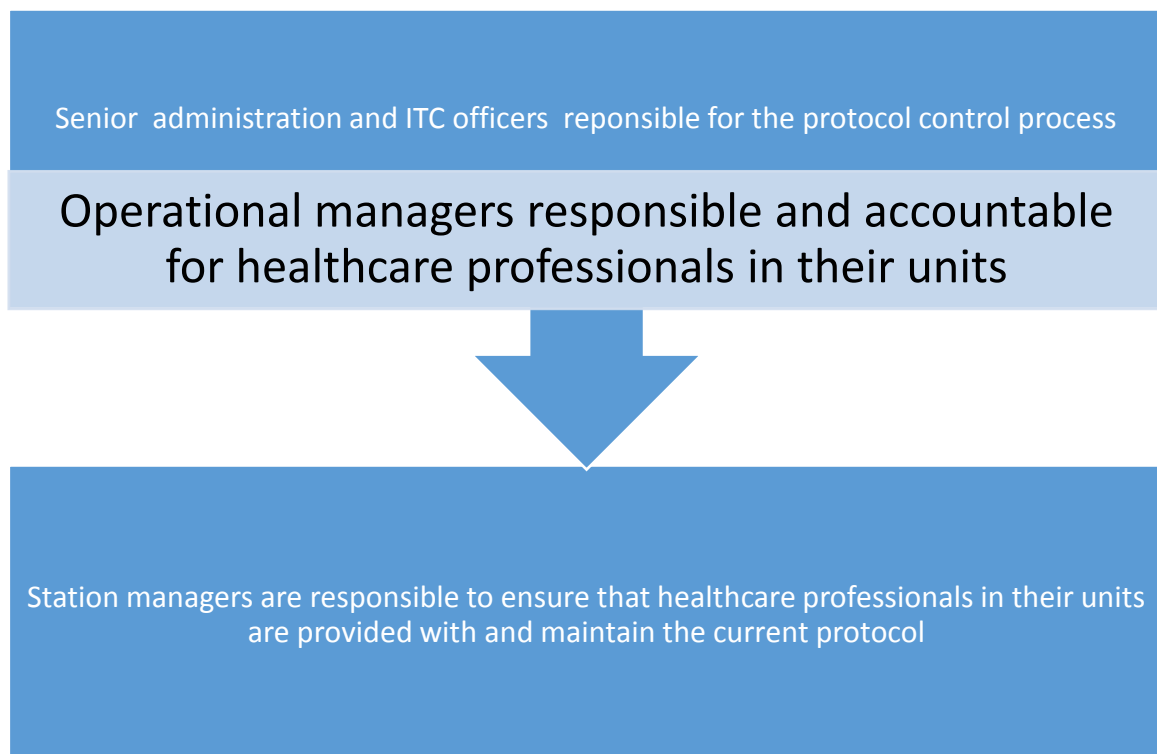 Senior  administration and ITC officers  reponsible for the protocol control process
Operational managers responsible and accountable
for healthcare professionals in their units
Station managers are responsible to ensure that healthcare professionals in their units
are provided with and maintain the current protocol